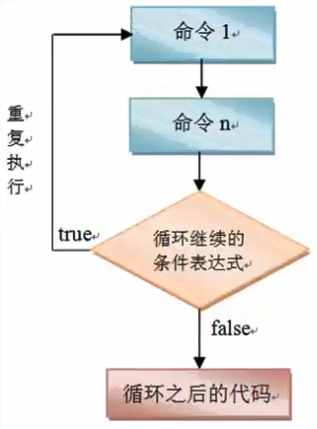 命令 1
命令 n
重
复
执
行
true
循环继续的
条件表达式
false
循环之后的代码